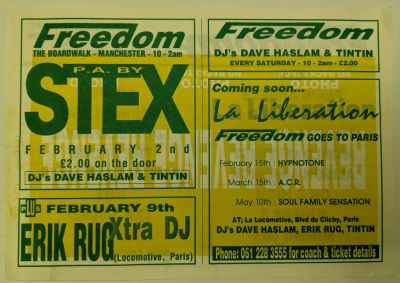 Freedom
THE BOARDWALK - MANCHESTER - 10 - 2am
P.A. BY
STEX
FEBRUARY 2nd
£2.00 on the door
DJ's DAVE HASLAM & TINTIN
plus FEBRUARY 9th
ERIK RUG Xtra DJ
(Locomotive, Paris)
Freedom
DJ's DAVE HASLAM & TINTIN
EVERY SATURDAY - 10 - 2am - £2.00
Coming soon...
La Liberation
Freedom GOES TO PARIS
February 15th : HYPNOTONE
March 15th : A.C.R.
May 10th : SOUL FAMILY SENSATION
AT; La Locomotive, Blvd du Clichy, Paris
DJ's DAVE HASLAM, ERIK RUG, TINTIN
Phone: 061 228 3555 for coach & ticket details